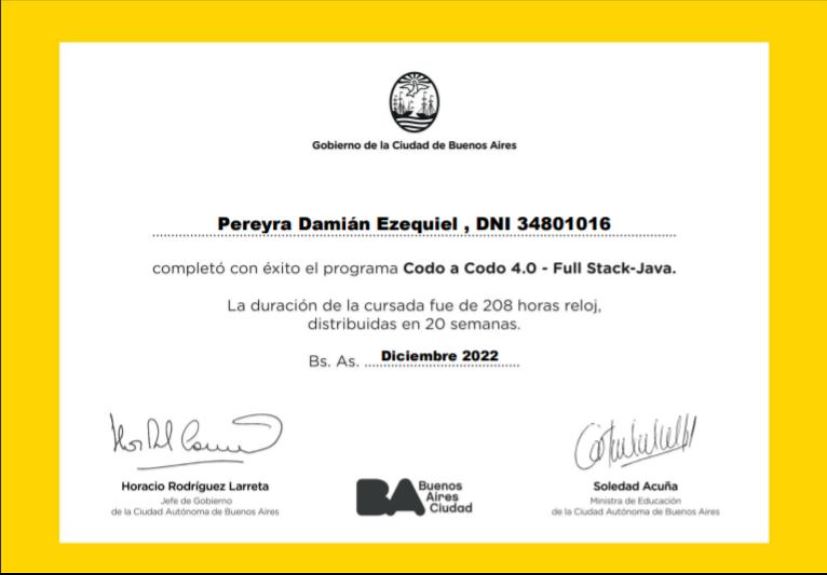 Gobierno de la Ciudad de Buenos Aires
Pereyra Damián Ezequiel , DNI 34801016
completó con éxito el programa Codo a Codo 4.0 - Full Stack-Java.
La duración de la cursada fue de 208 horas reloj,
distribuidas en 20 semanas.
Bs. As. Diciembre 2022
Horacio Rodríguez Larreta
Jefe de Gobierno
de la Ciudad Autónoma de Buenos Aires
BA Buenos
Aires
Ciudad
Soledad Acuña
Ministra de Educación
de la Ciudad Autónoma de Buenos Aires